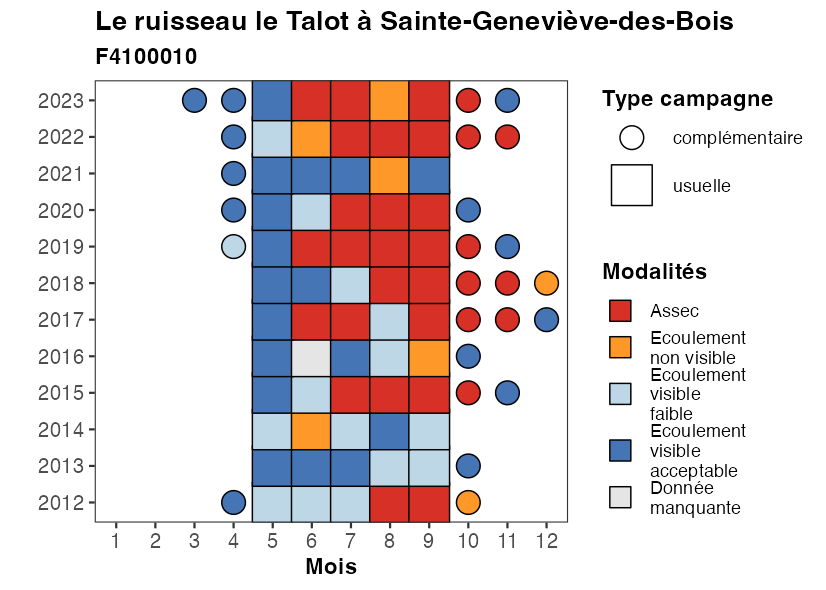 Le ruisseau le Talot à Sainte-Geneviève-des-Bois
F4100010
2023
2022
2021
2020
2019
2018
2017
2016
2015
2014
2013
2012
1 2 3 4 5 6 7 8 9 10 11 12
Mois
Type campagne
complémentaire
usuelle
Modalités
Assec
Ecoulement
non visible
Ecoulement
visible
faible
Ecoulement
visible
acceptable
Donnée
manquante